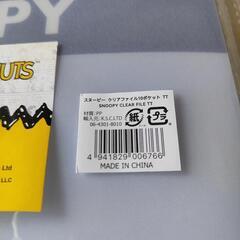 PY
UTS
Ltd
LLC
スヌーピー クリアファイル10ポケット TT
SNOOPY CLEAR FILE TT
材質:PP
輸入元:K.S.C.LTD
06-4301-8010
紙
プラ
4 941829 006766 >
MADE IN CHINA